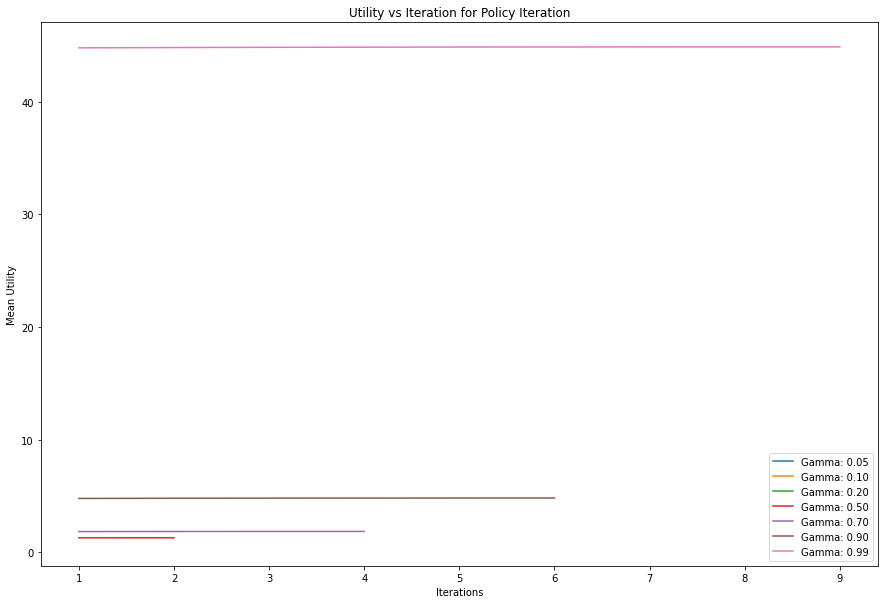 Utility vs Iteration for Policy Iteration
Mean Utility
40
30
20
10
0
Gamma: 0.05
Gamma: 0.10
Gamma: 0.20
Gamma: 0.50
Gamma: 0.70
Gamma: 0.90
Gamma: 0.99
1 2 3 4 5 6 7 8 9
Iterations